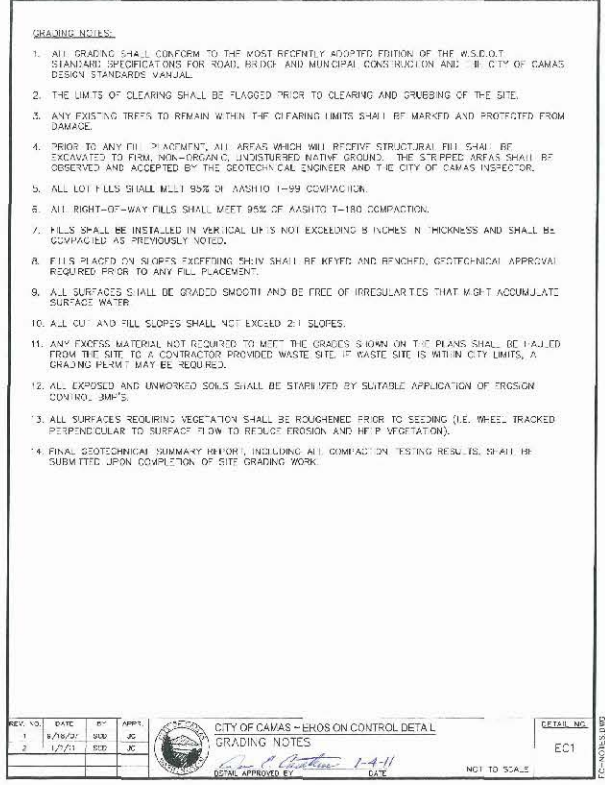 GRADING NOTES:
1. ALL GRADING SHALL CONFORM TO THE MOST RECENTLY ADOPTED EDITION OF THE W.S.D.O.T
STANDARD SPECIFICATIONS FOR ROAD, BRIDGE AND MUNICIPAL CONSTRUCTION AND THE CITY OF CAMAS
DESIGN STANDARDS MANUAL.
2. THE LIMITS OF CLEARING SHALL BE FLAGGED PRIOR TO CLEARING AND GRUBBING OF THE SITE.
3. ANY EXISTING TREES TO REMAIN WITHIN THE CLEARING LIMITS SHALL BE MARKED AND PROTECTED FROM
DAMAGE.
4. PRIOR TO ANY FILL PLACEMENT, ALL AREAS WHICH WILL RECEIVE STRUCTURAL FILL SHALL BE
EXCAVATED TO FIRM, NON-ORGANIC, UNDISTURBED NATIVE GROUND. THE STRIPPED AREAS SHALL BE
OBSERVED AND ACCEPTED BY THE GEOTECHNICAL ENGINEER AND THE CITY OF CAMAS INSPECTOR.
5. ALL LOT FILLS SHALL MEET 95% OF AASHTO T-99 COMPACTION.
6. ALL RIGHT-OF-WAY FILLS SHALL MEET 95% OF AASHTO T-180 COMPACTION.
7. FILLS SHALL BE INSTALLED IN VERTICAL LIFTS NOT EXCEEDING 8 INCHES IN THICKNESS AND SHALL BE
COMPACTED AS PREVIOUSLY NOTED.
8. FILLS PLACED ON SLOPES EXCEEDING 5H:1V SHALL BE KEYED AND BENCHED, GEOTECHNICAL APPROVAL
REQUIRED PRIOR TO ANY FILL PLACEMENT.
9. ALL SURFACES SHALL BE GRADED SMOOTH AND BE FREE OF IRREGULARITIES THAT MIGHT ACCUMULATE
SURFACE WATER
10. ALL CUT AND FILL SLOPES SHALL NOT EXCEED 2:1 SLOPES.
11. ANY EXCESS MATERIAL NOT REQUIRED TO MEET THE GRADES SHOWN ON THE PLANS SHALL BE HAULED
FROM THE SITE TO A CONTRACTOR PROVIDED WASTE SITE. IF WASTE SITE IS WITHIN CITY LIMITS, A
GRADING PERMIT MAY BE REQUIRED.
12. ALL EXPOSED AND UNWORKED SOILS SHALL BE STABILIZED BY SUITABLE APPLICATION OF EROSION
CONTROL BMP'S.
13. ALL SURFACES REQUIRING VEGETATION SHALL BE ROUGHENED PRIOR TO SEEDING (I.E. WHEEL TRACKED
PERPENDICULAR TO SURFACE FLOW TO REDUCE EROSION AND HELP VEGETATION).
14. FINAL GEOTECHNICAL SUMMARY REPORT, INCLUDING ALL COMPACTION TESTING RESULTS, SHALL BE
SUBMITTED UPON COMPLETION OF SITE GRADING WORK.
REV. NO. DATE BY APPR.
1 SCD JC
2 SCD JC
CITY OF CAMAS - EROSION CONTROL DETAIL
GRADING NOTES
1-4-11
DETAIL APPROVED BY DATE
NOT TO SCALE
DETAIL NO.
EC1
EC-NOTES.DWG